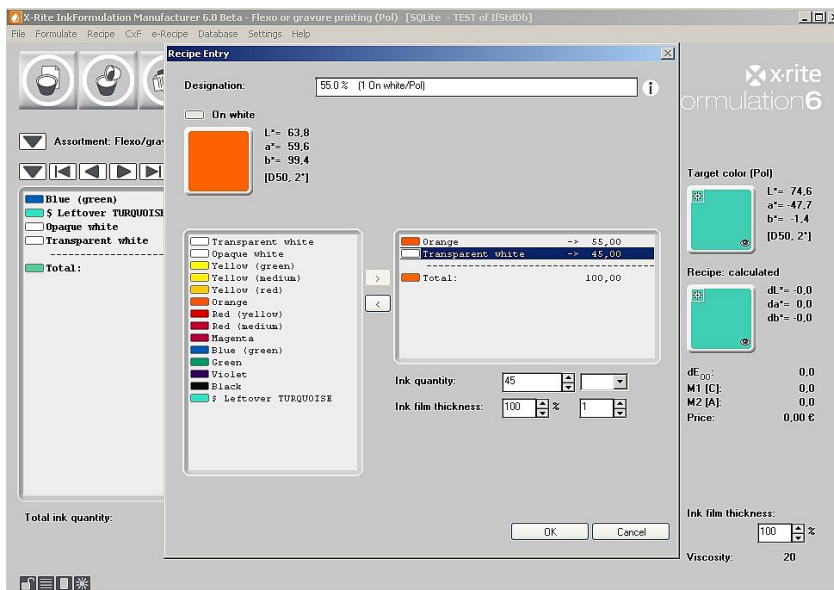 X-Rite InkFormulation Manufacturer 6.0 Beta - Flexo or gravure printing (Pol) [SQLite - TEST of IfStdDb]
File Formulate Recipe CxF e-Recipe Database Settings Help
Recipe Entry
Designation: 55.0 % (1 On white/Pol)
On white
L*= 63,8
a*= 59,6
b*= 99,4
[D50, 2°]
x·rite
ormulation6
Assortment: Flexo/grav
Blue (green)
$ Leftover TURQUOISE
Opaque white
Transparent white
Total:
Transparent white
Opaque white
Yellow (green)
Yellow (medium)
Yellow (red)
Orange
Red (yellow)
Red (medium)
Magenta
Blue (green)
Green
Violet
Black
$ Leftover TURQUOISE
>
<
Orange -> 55,00
Transparent white -> 45,00
Total: 100,00
Ink quantity: 45
Ink film thickness: 100 % 1
OK Cancel
Target color (Pol)
L*= 74,6
a*= -47,7
b*= -1,4
[D50, 2°]
Recipe: calculated
dL*= -0,0
da*= 0,0
db*= -0,0
dE00: 0,0
M1 [C]: 0,0
M2 [A]: 0,0
Price: 0,00 €
Total ink quantity:
Ink film thickness:
100 %
Viscosity: 20